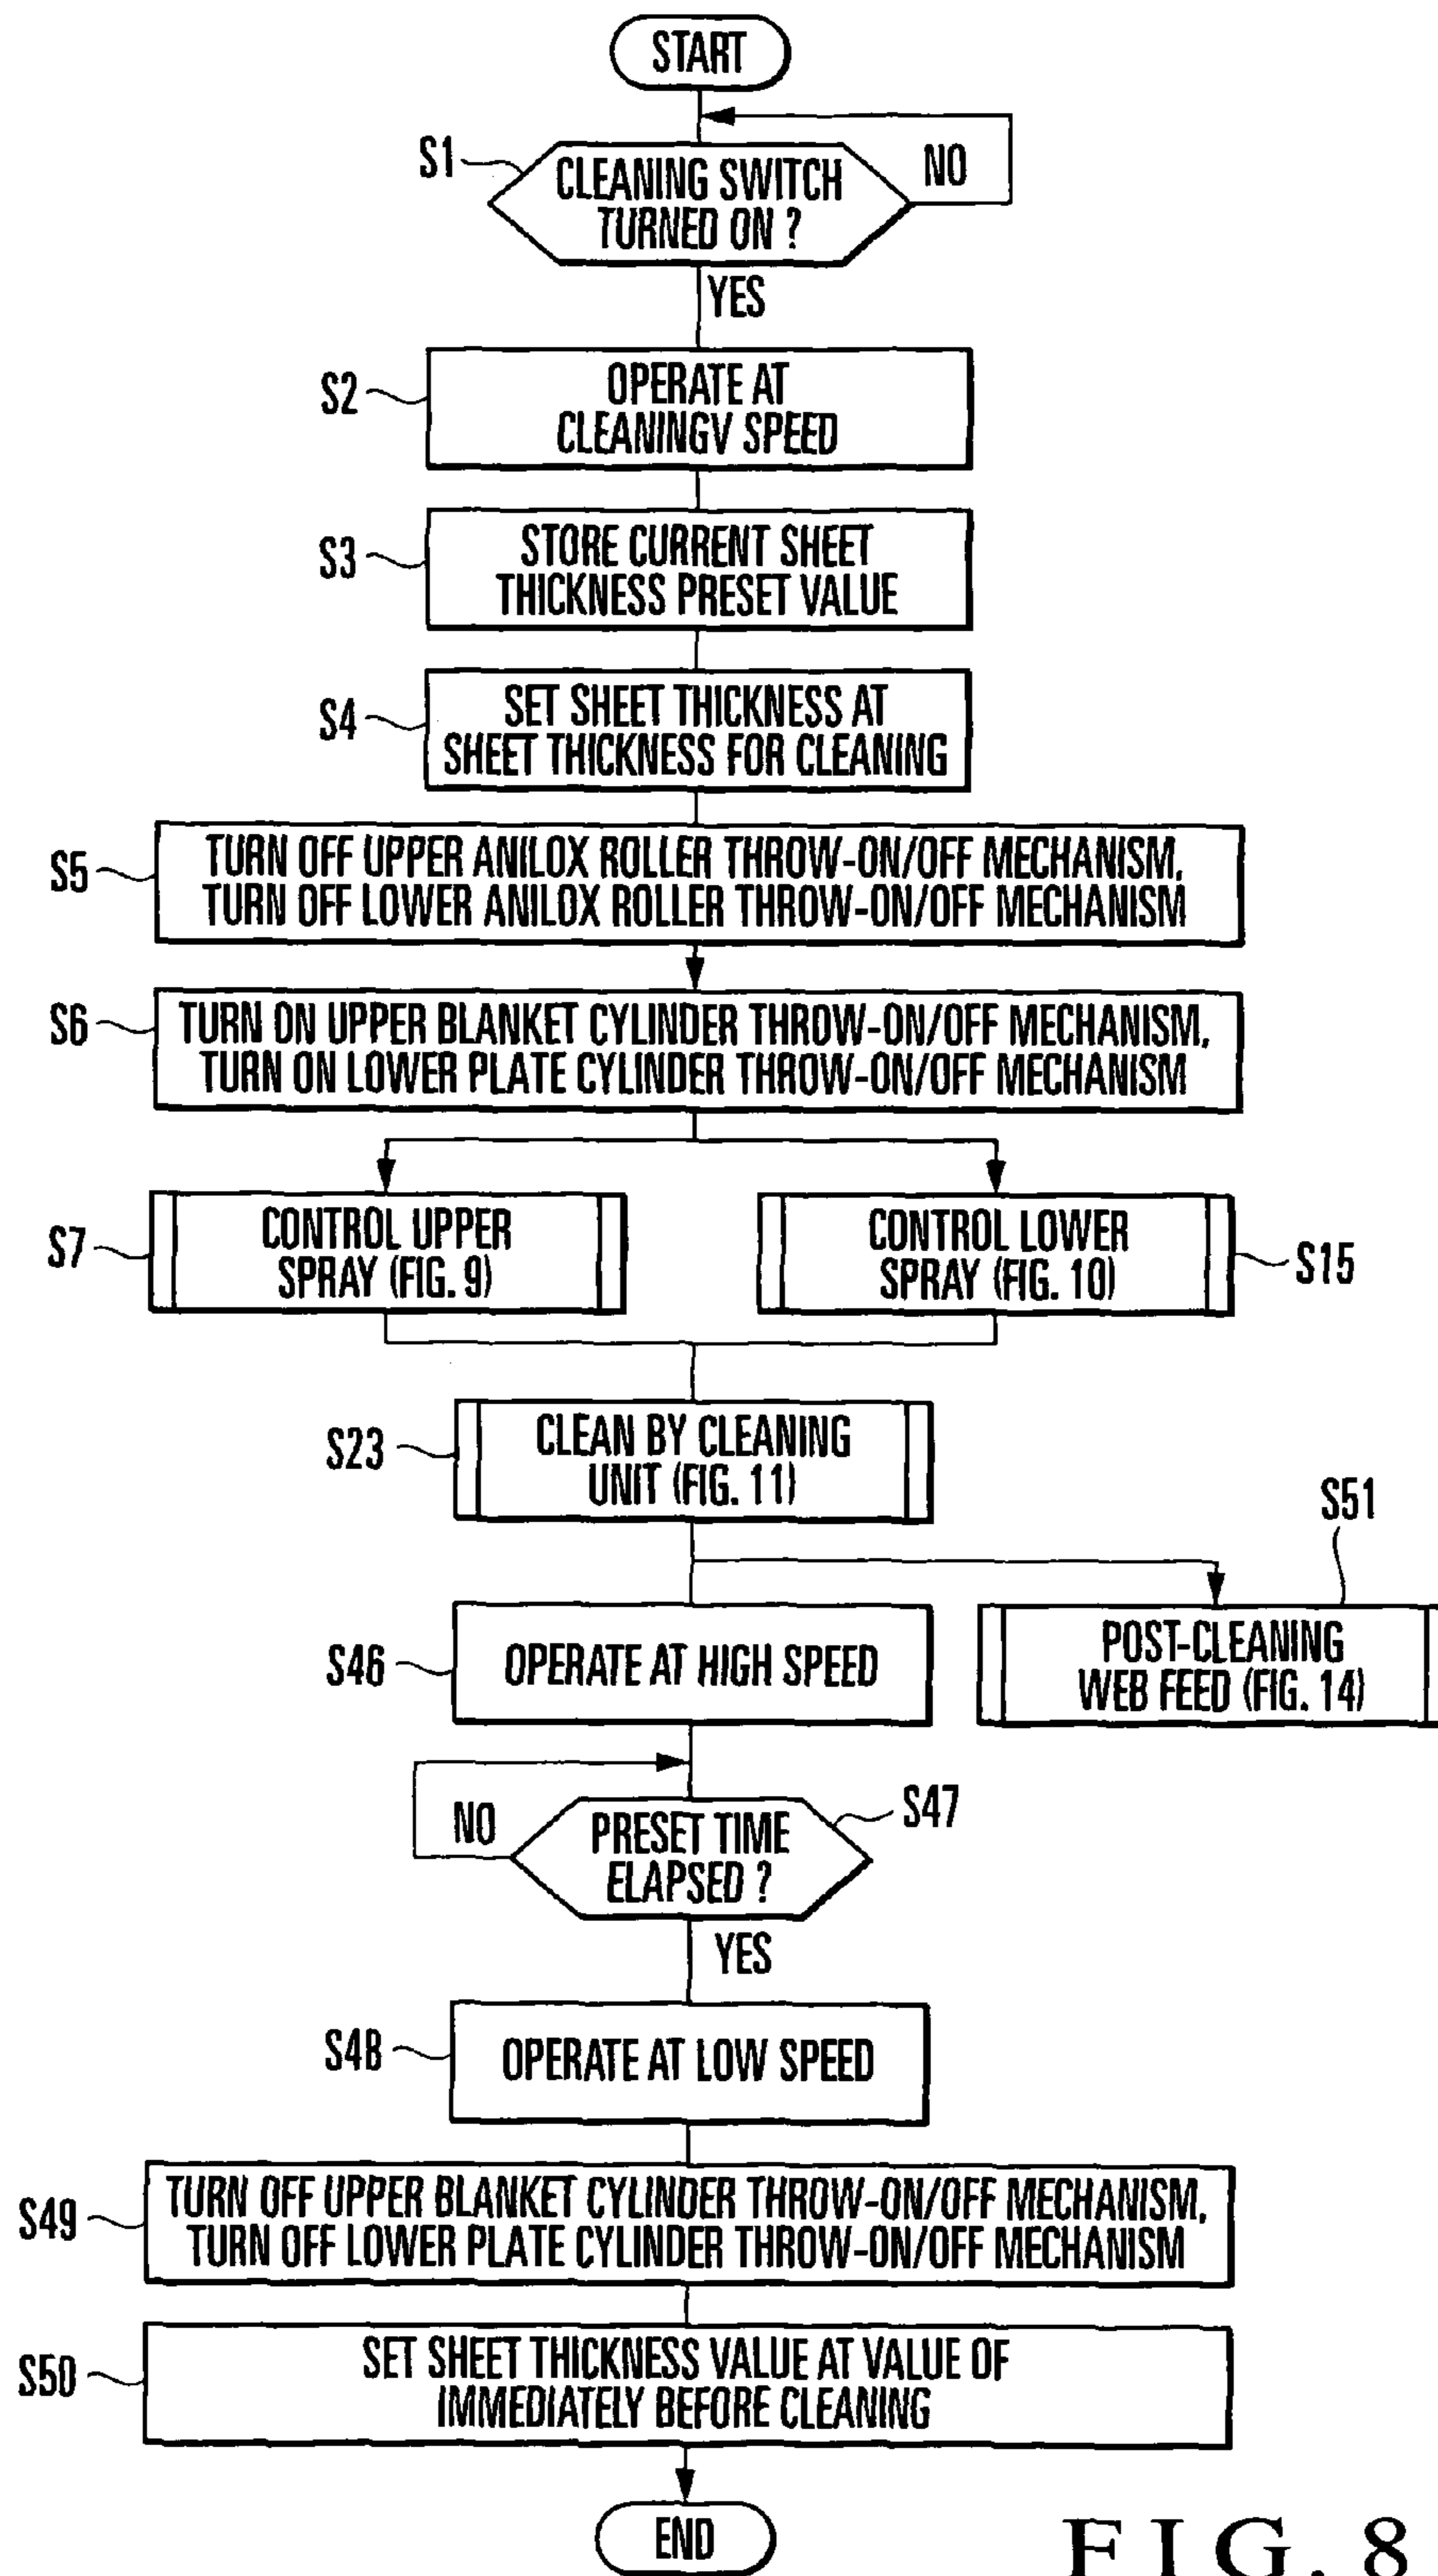 START
S1
CLEANING SWITCH
TURNED ON ?
NO
YES
S2
OPERATE AT
CLEANINGV SPEED
S3
STORE CURRENT SHEET
THICKNESS PRESET VALUE
S4
SET SHEET THICKNESS AT
SHEET THICKNESS FOR CLEANING
S5
TURN OFF UPPER ANILOX ROLLER THROW-ON/OFF MECHANISM,
TURN OFF LOWER ANILOX ROLLER THROW-ON/OFF MECHANISM
S6
TURN ON UPPER BLANKET CYLINDER THROW-ON/OFF MECHANISM,
TURN ON LOWER PLATE CYLINDER THROW-ON/OFF MECHANISM
S7
CONTROL UPPER
SPRAY (FIG. 9)
CONTROL LOWER
SPRAY (FIG. 10)
S15
S23
CLEAN BY CLEANING
UNIT (FIG. 11)
S51
S46
OPERATE AT HIGH SPEED
POST-CLEANING
WEB FEED (FIG. 14)
NO
PRESET TIME
ELAPSED ?
S47
YES
S48
OPERATE AT LOW SPEED
S49
TURN OFF UPPER BLANKET CYLINDER THROW-ON/OFF MECHANISM,
TURN OFF LOWER PLATE CYLINDER THROW-ON/OFF MECHANISM
S50
SET SHEET THICKNESS VALUE AT VALUE OF
IMMEDIATELY BEFORE CLEANING
END
FIG. 8